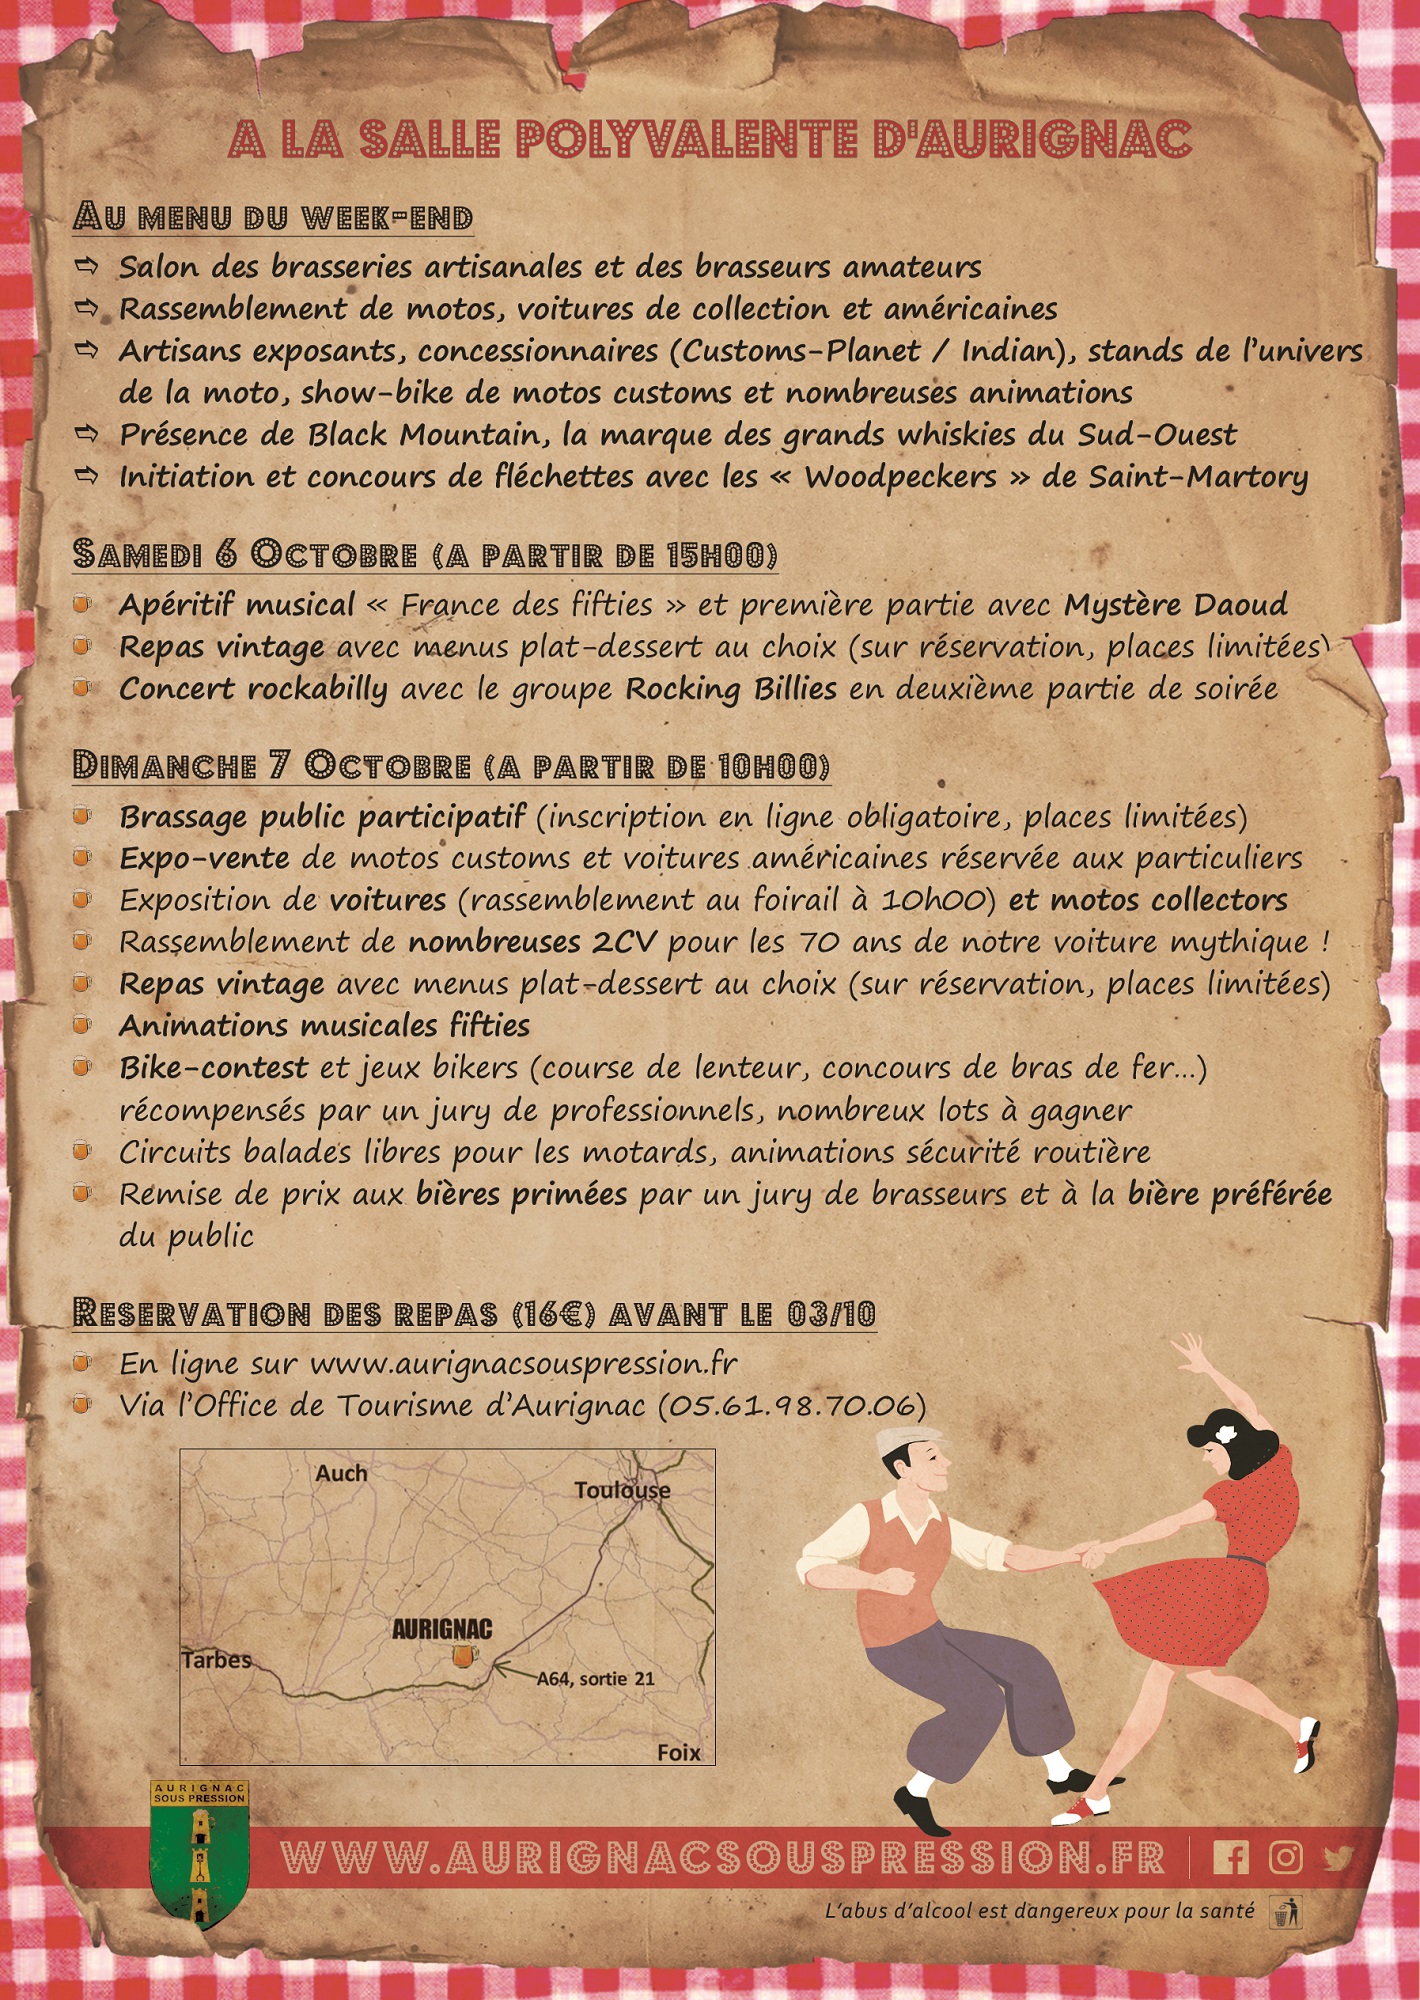 A LA SALLE POLYVALENTE D'AURIGNAC
AU MENU DU WEEK-END
⇨ Salon des brasseries artisanales et des brasseurs amateurs
⇨ Rassemblement de motos, voitures de collection et américaines
⇨ Artisans exposants, concessionnaires (Customs-Planet / Indian), stands de l’univers
de la moto, show-bike de motos customs et nombreuses animations
⇨ Présence de Black Mountain, la marque des grands whiskies du Sud-Ouest
⇨ Initiation et concours de fléchettes avec les « Woodpeckers » de Saint-Martory
SAMEDI 6 OCTOBRE (A PARTIR DE 15H00)
Apéritif musical « France des fifties » et première partie avec Mystère Daoud
Repas vintage avec menus plat-dessert au choix (sur réservation, places limitées)
Concert rockabilly avec le groupe Rocking Billies en deuxième partie de soirée
DIMANCHE 7 OCTOBRE (A PARTIR DE 10H00)
Brassage public participatif (inscription en ligne obligatoire, places limitées)
Expo-vente de motos customs et voitures américaines réservée aux particuliers
Exposition de voitures (rassemblement au foirail à 10h00) et motos collectors
Rassemblement de nombreuses 2CV pour les 70 ans de notre voiture mythique !
Repas vintage avec menus plat-dessert au choix (sur réservation, places limitées)
Animations musicales fifties
Bike-contest et jeux bikers (course de lenteur, concours de bras de fer...)
récompensés par un jury de professionnels, nombreux lots à gagner
Circuits balades libres pour les motards, animations sécurité routière
Remise de prix aux bières primées par un jury de brasseurs et à la bière préférée
du public
RESERVATION DES REPAS (16€) AVANT LE 03/10
En ligne sur www.aurignacsouspression.fr
Via l’Office de Tourisme d’Aurignac (05.61.98.70.06)
Auch
Toulouse
AURIGNAC
Tarbes
A64, sortie 21
Foix
AURIGNAC
SOUS PRESSION
WWW.AURIGNACSOUSPRESSION.FR
L’abus d’alcool est dangereux pour la santé